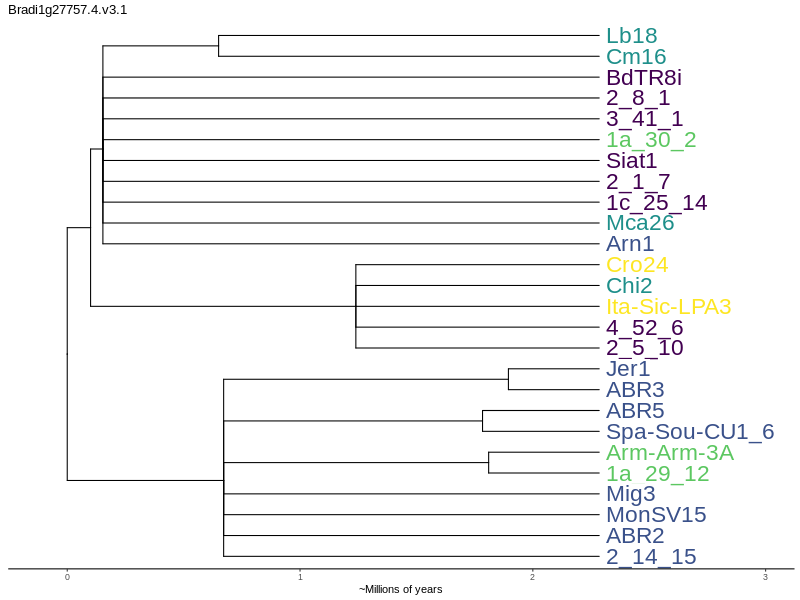 Bradi1g27757.4.v3.1
Lb18
Cm16
BdTR8i
2_8_1
3_41_1
1a_30_2
Siat1
2_1_7
1c_25_14
Mca26
Arn1
Cro24
Chi2
Ita-Sic-LPA3
4_52_6
2_5_10
Jer1
ABR3
ABR5
Spa-Sou-CU1_6
Arm-Arm-3A
1a_29_12
Mig3
MonSV15
ABR2
2_14_15
0 1 2 3
~Millions of years